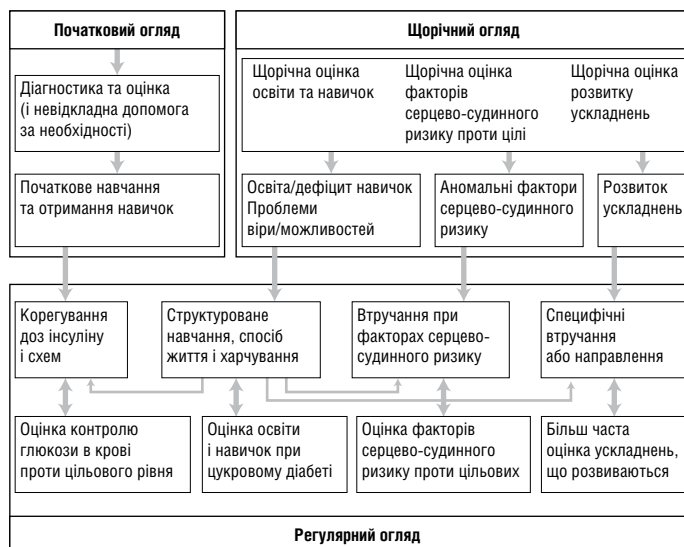 Початковий огляд
Діагностика та оцінка
(і невідкладна допомога
за необхідності)
Початкове навчання
та отримання навичок
Щорічний огляд
Щорічна оцінка
освіти та навичок
Щорічна оцінка
факторів
серцево-судинного
ризику проти цілі
Щорічна оцінка
розвитку
ускладнень
Освіта/дефіцит навичок
Проблеми
віри/можливостей
Аномальні фактори
серцево-судинного
ризику
Розвиток
ускладнень
Корегування
доз інсуліну
і схем
Структуроване
навчання, спосіб
життя і харчування
Втручання при
факторах серцево-
судинного ризику
Специфічні
втручання
або направлення
Оцінка контролю
глюкози в крові
проти цільового рівня
Оцінка освіти
і навичок при
цукровому діабеті
Оцінка факторів
серцево-судинного
ризику проти цільових
Більш часта
оцінка ускладнень,
що розвиваються
Регулярний огляд